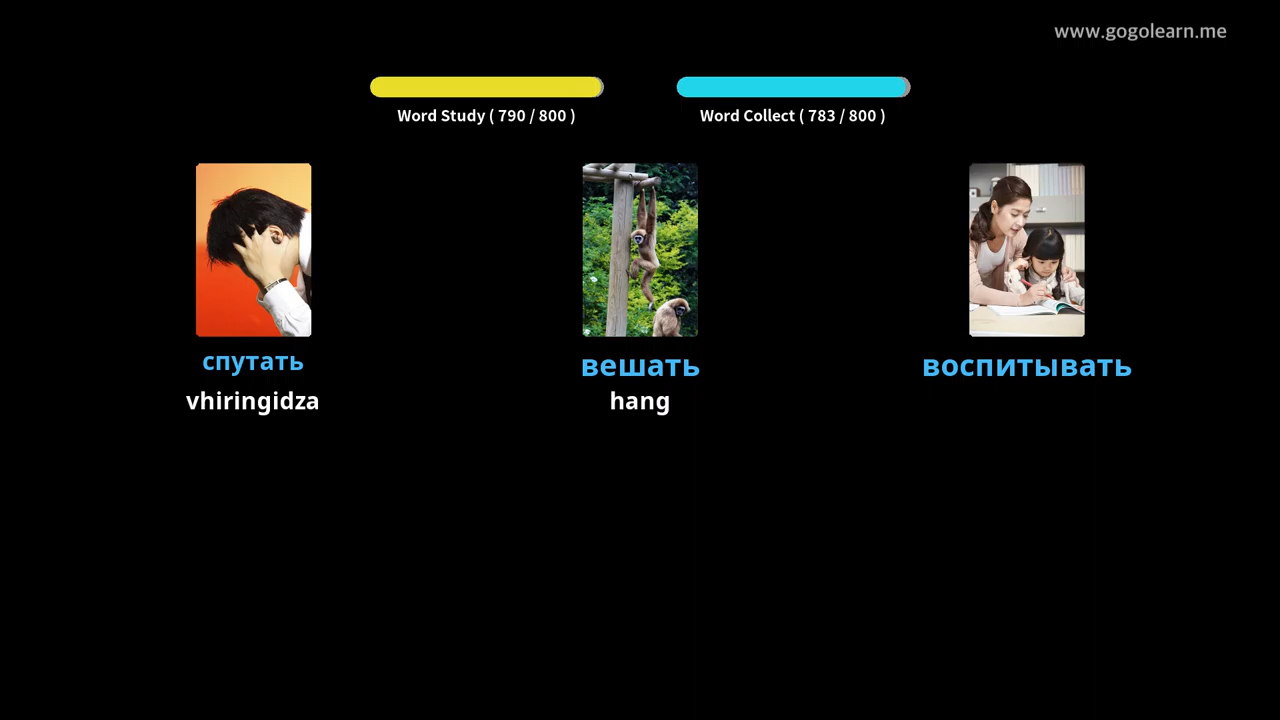 www.gogolearn.me
Word Study ( 790 / 800 )
Word Collect ( 783 / 800 )
спутать
vhiringidza
вешать
hang
воспитывать